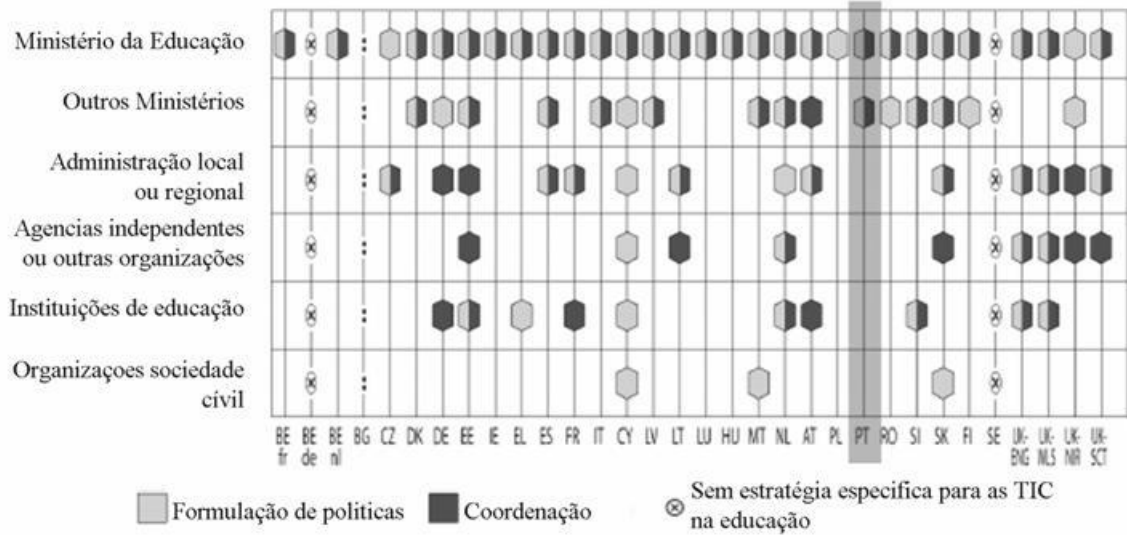 Ministério da Educação
Outros Ministérios
Administração local
ou regional
Agencias independentes
ou outras organizações
Instituições de educação
Organizaçoes sociedade
cívil
BE fr BE de BE nl BG CZ DK DE EE IE EL ES FR IT CY LV LT LU HU MT NL AT PL PT RO SI SK FI SE UK-ENG UK-NLS UK-NIR UK-SCT
Formulação de politicas
Coordenação
Sem estratégia especifica para as TIC
na educação